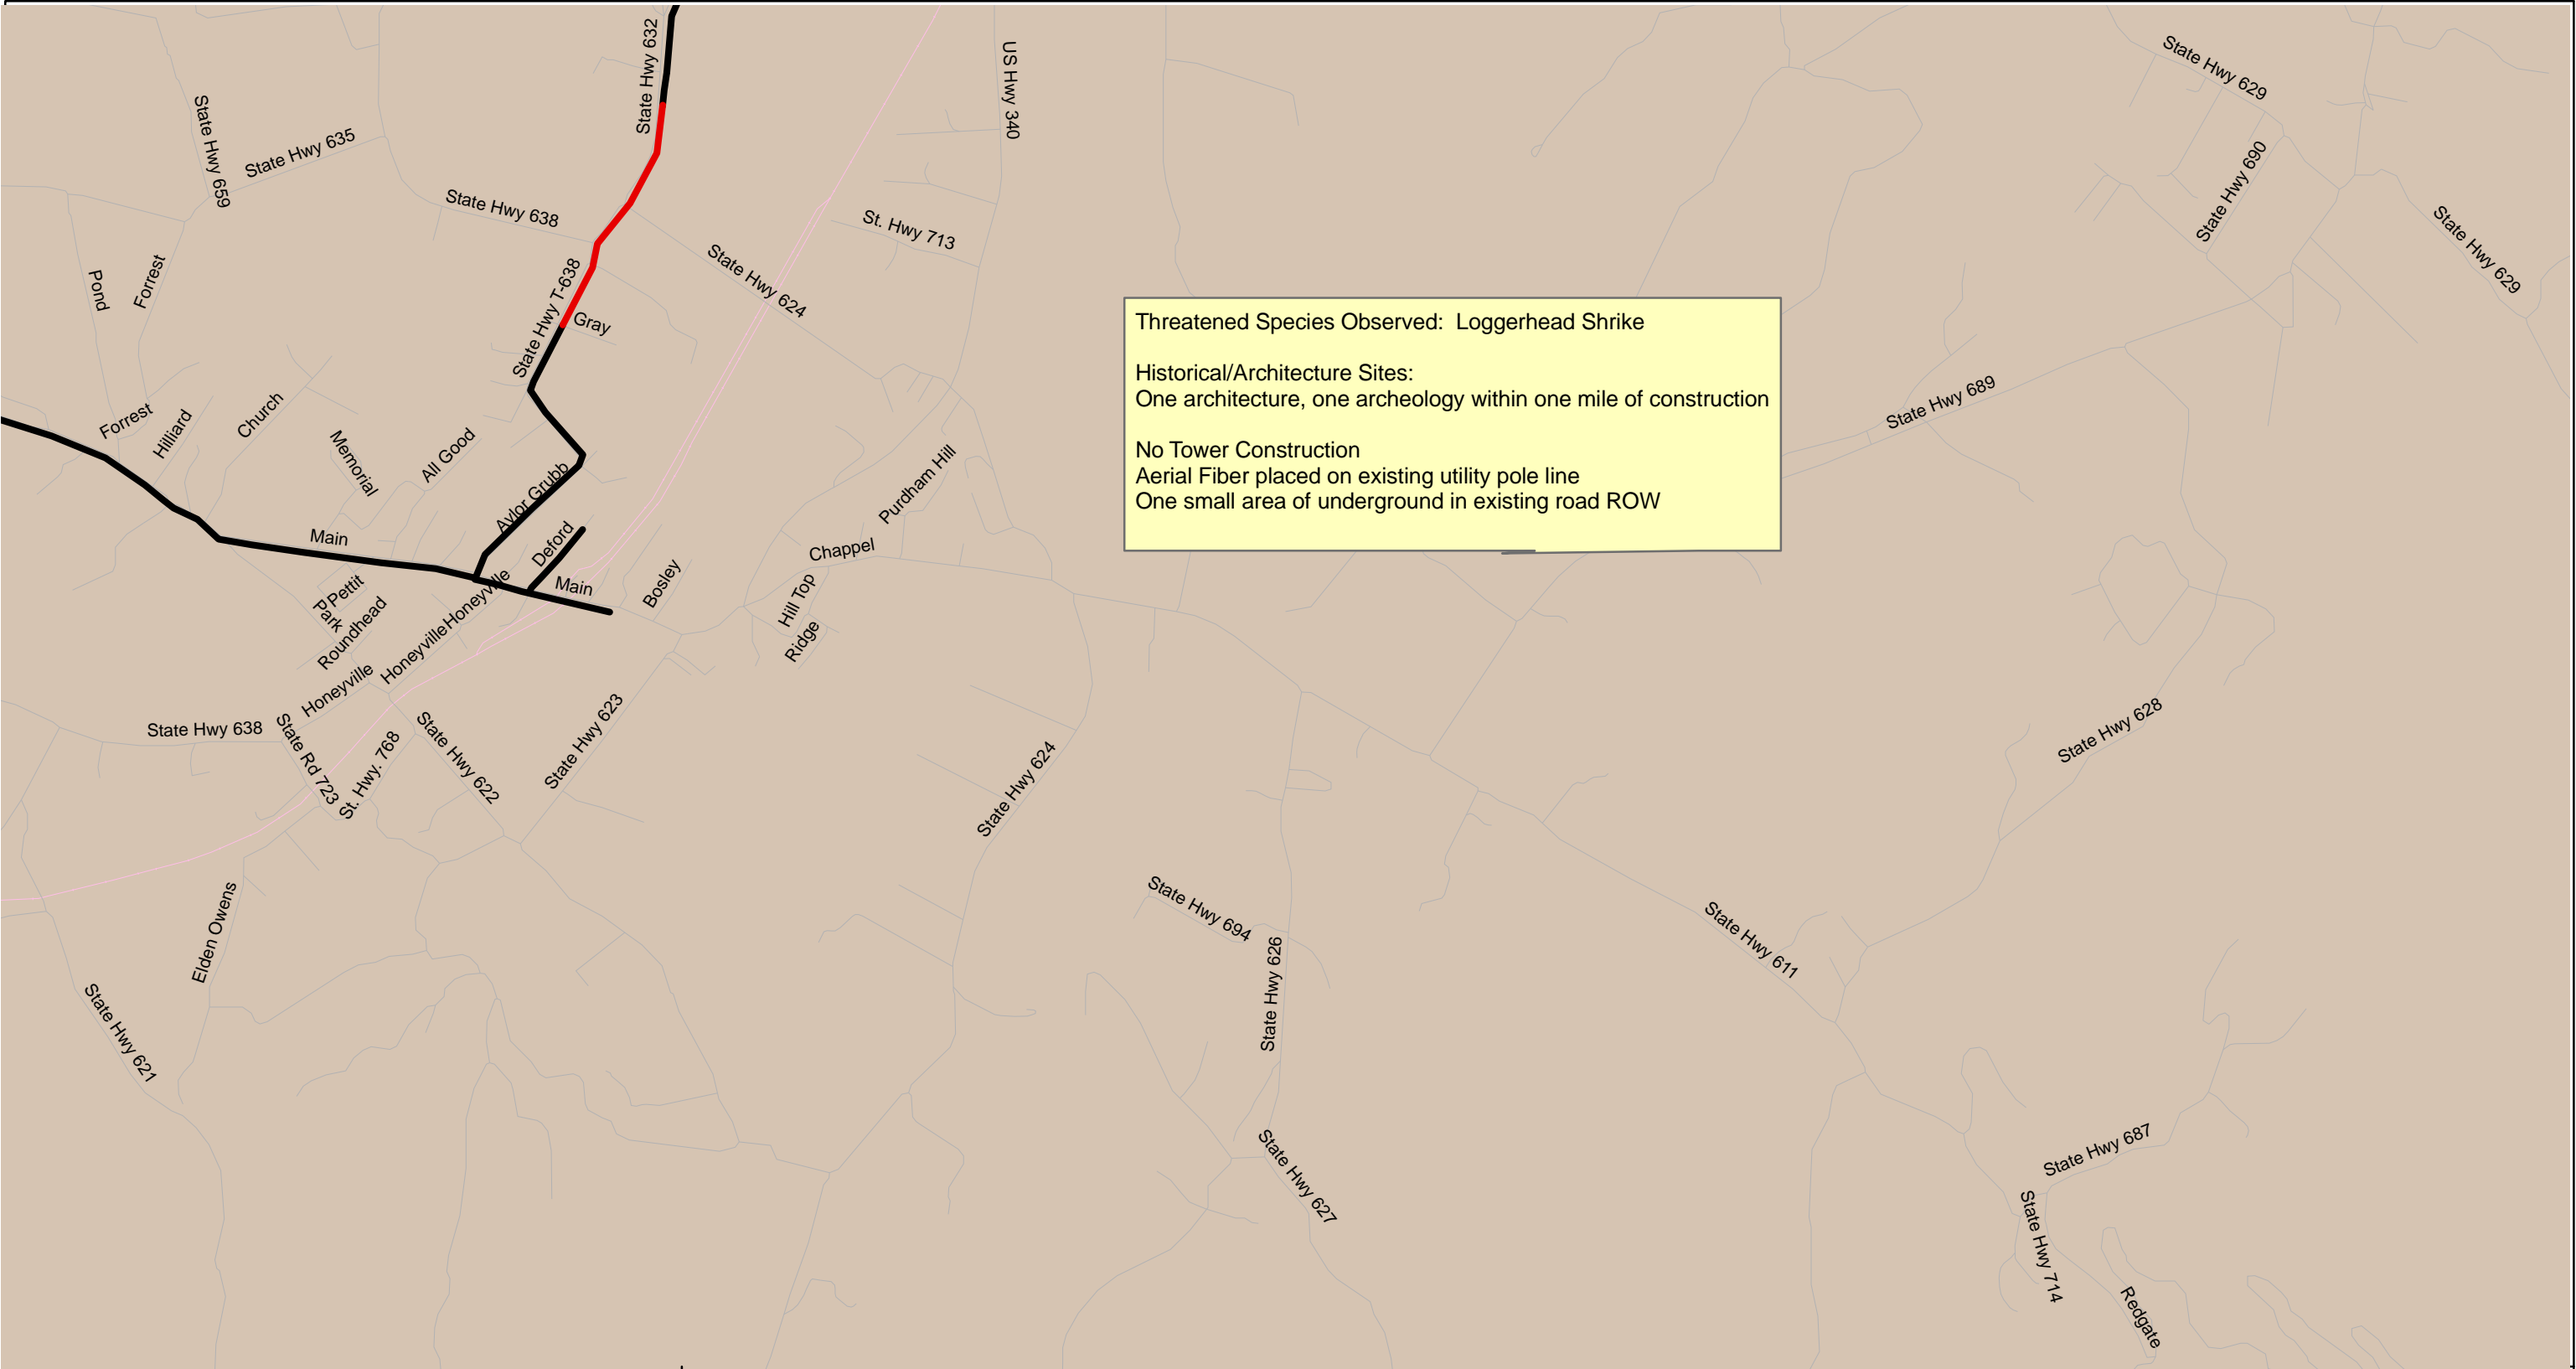 State Hwy 632
US Hwy 340
State Hwy 629
State Hwy 659
State Hwy 635
State Hwy 690
State Hwy 638
St. Hwy 713
State Hwy 629
State Hwy 624
Pond
Forrest
State Hwy T-638
Gray
Threatened Species Observed: Loggerhead Shrike
Historical/Architecture Sites:
One architecture, one archeology within one mile of construction
No Tower Construction
Aerial Fiber placed on existing utility pole line
One small area of underground in existing road ROW
State Hwy 689
Forrest
Hilliard
Church
Memorial
All Good
Avlor Grubb
Purdham Hill
Main
Deford
Chappel
Main
Bosley
Hill Top
Ridge
P
Pettit
Park
Roundhead
Honeyville
Honeyville
Honeyville
State Hwy 638
State Rd 723
St. Hwy. 768
State Hwy 622
State Hwy 623
State Hwy 624
State Hwy 628
Elden Owens
State Hwy 694
State Hwy 626
State Hwy 611
State Hwy 621
State Hwy 627
State Hwy 687
State Hwy 714
Redgate